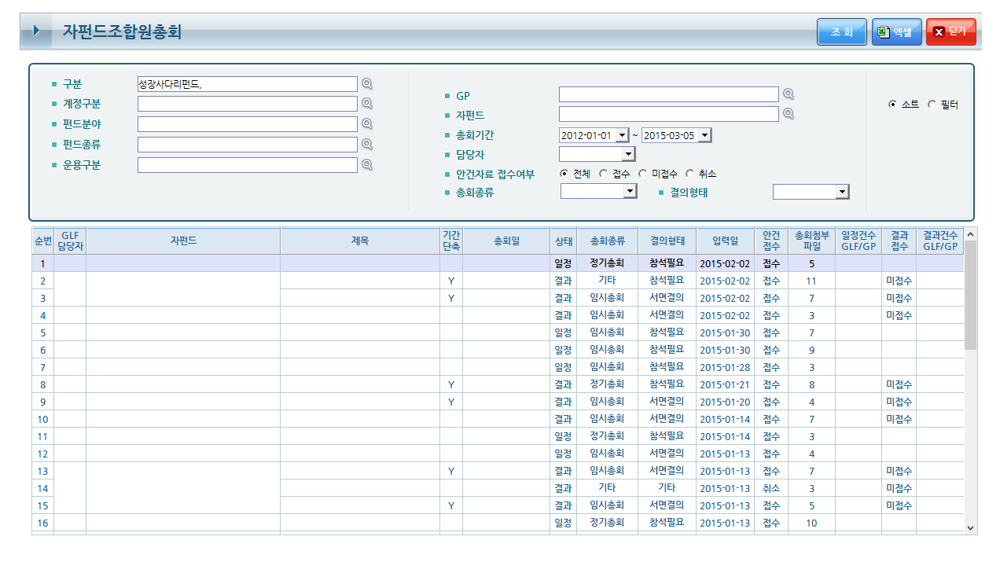 자펀드조합원총회
조 회
엑셀
닫기
구분 성장사다리펀드,
계정구분
펀드분야
펀드종류
운용구분
GP
자펀드
총회기간 2012-01-01 ~ 2015-03-05
담당자
안건자료 접수여부 전체 접수 미접수 취소
총회종류 결의형태
소트 필터
순번 GLF 담당자 자펀드 제목 기간 단축 총회일 상태 총회종류 결의형태 입력일 안건 접수 총회첨부 파일 일정건수 GLF/GP 결과 접수 결과건수 GLF/GP
1 일정 정기총회 참석필요 2015-02-02 접수 5
2 Y 결과 기타 참석필요 2015-02-02 접수 11 미접수
3 Y 결과 임시총회 서면결의 2015-02-02 접수 7 미접수
4 결과 임시총회 서면결의 2015-02-02 접수 3 미접수
5 일정 임시총회 참석필요 2015-01-30 접수 7
6 일정 임시총회 참석필요 2015-01-30 접수 9
7 일정 임시총회 참석필요 2015-01-28 접수 3
8 Y 결과 정기총회 참석필요 2015-01-21 접수 8 미접수
9 Y 결과 임시총회 서면결의 2015-01-20 접수 4 미접수
10 결과 임시총회 서면결의 2015-01-14 접수 7 미접수
11 일정 정기총회 참석필요 2015-01-14 접수 3
12 일정 임시총회 서면결의 2015-01-13 접수 4
13 Y 결과 임시총회 서면결의 2015-01-13 접수 7 미접수
14 결과 기타 기타 2015-01-13 취소 3 미접수
15 Y 결과 임시총회 서면결의 2015-01-13 접수 5 미접수
16 일정 정기총회 참석필요 2015-01-13 접수 10